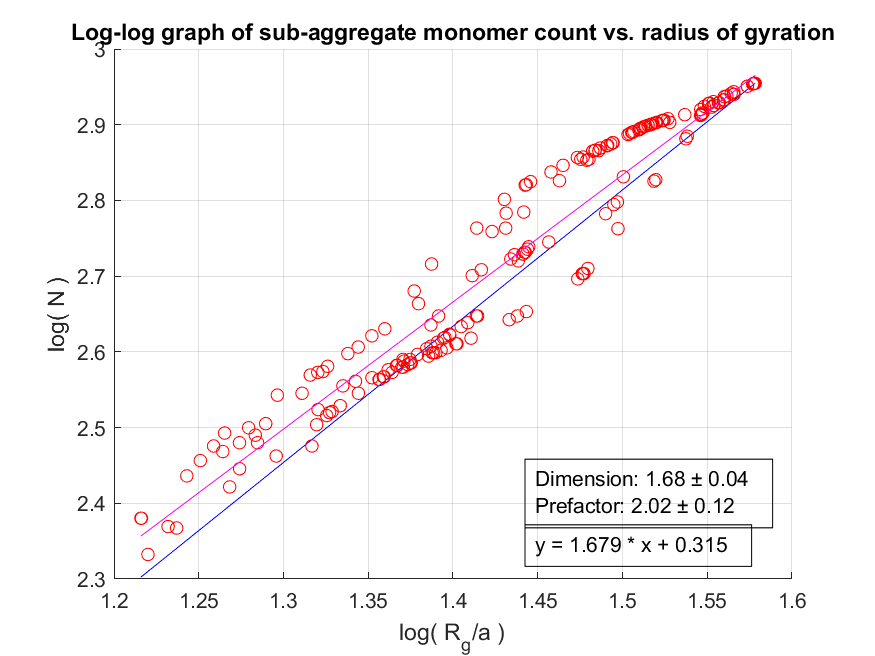 Log-log graph of sub-aggregate monomer count vs. radius of gyration
3
2.9
2.8
2.7
2.6
2.5
2.4
2.3
log( N )
Dimension: 1.68 ± 0.04
Prefactor: 2.02 ± 0.12
y = 1.679 * x + 0.315
1.2 1.25 1.3 1.35 1.4 1.45 1.5 1.55 1.6
log( R_g/a )